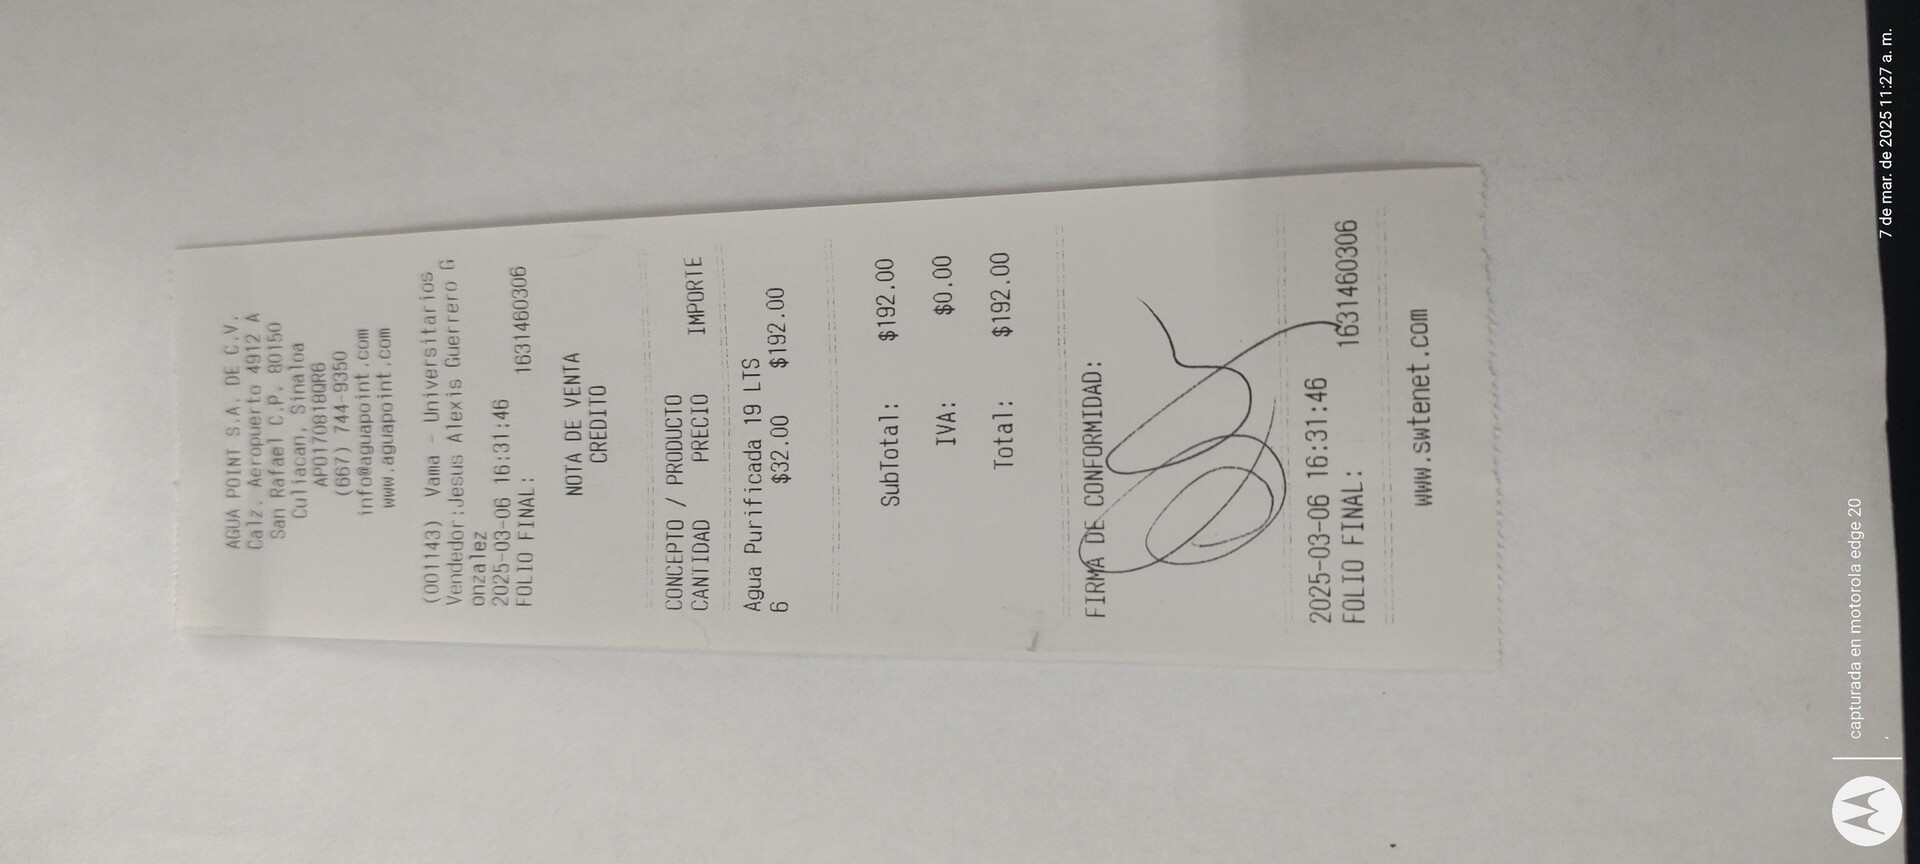 AGUA POINT S.A. DE C.V.
Calz. Aeropuerto 4912 A
San Rafael C.P. 80150
Culiacan, Sinaloa
APO170818QR6
(667) 744-9350
info@aguapoint.com
www.aguapoint.com
(001143) Vama - Universitarios
Vendedor:Jesus Alexis Guerrero G
onzalez
2025-03-06 16:31:46
FOLIO FINAL: 1631460306
NOTA DE VENTA
CREDITO
CONCEPTO / PRODUCTO
CANTIDAD PRECIO IMPORTE
Agua Purificada 19 LTS
6 $32.00 $192.00
SubTotal: $192.00
IVA: $0.00
Total: $192.00
FIRMA DE CONFORMIDAD:
2025-03-06 16:31:46
FOLIO FINAL: 1631460306
www.swtenet.com
capturada en motorola edge 20
7 de mar. de 2025 11:27 a. m.